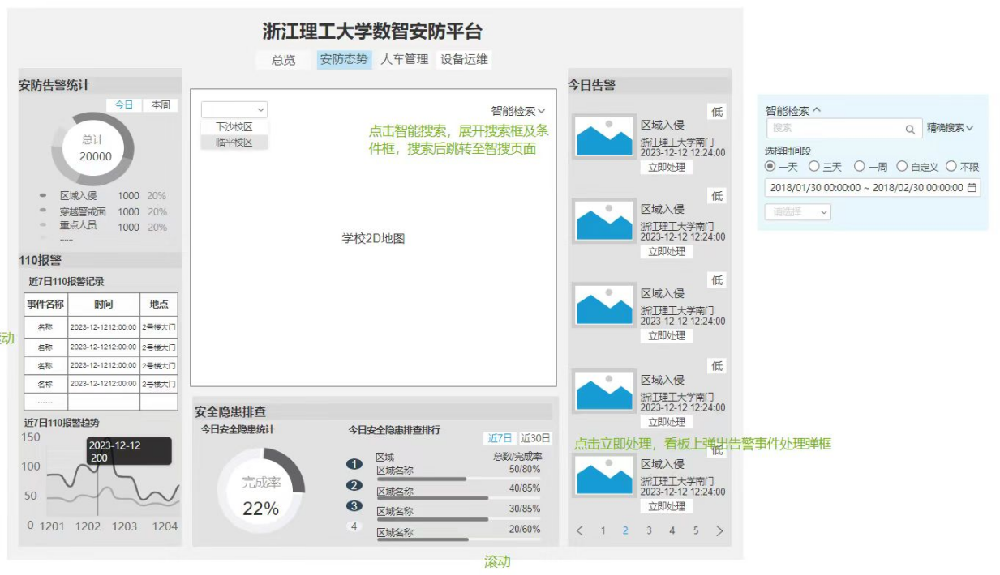 浙江理工大学数智安防平台
总览 安防态势 人车管理 设备运维
安防告警统计
今日 本周
总计
20000
区域入侵 1000 20%
穿越警戒面 1000 20%
重点人员 1000 20%
......
110报警
近7日110报警记录
事件名称 时间 地点
名称 2023-12-1212:00:00 2号楼大门
名称 2023-12-1212:00:00 2号楼大门
名称 2023-12-1212:00:00 2号楼大门
名称 2023-12-1212:00:00 2号楼大门
......
动
近7日110报警趋势
150
100
50
0
2023-12-12
200
1201 1202 1203 1204
下沙校区
临平校区
智能检索
点击智能搜索，展开搜索框及条
件框，搜索后跳转至智搜页面
学校2D地图
安全隐患排查
今日安全隐患统计
完成率
22%
今日安全隐患排查排行
近7日 近30日
区域 总数/完成率
1 区域名称 50/80%
2 区域名称 40/85%
3 区域名称 30/85%
4 区域名称 20/60%
滚动
今日告警
低
区域入侵
浙江理工大学南门
2023-12-12 12:24:00
立即处理
低
区域入侵
浙江理工大学南门
2023-12-12 12:24:00
立即处理
低
区域入侵
浙江理工大学南门
2023-12-12 12:24:00
立即处理
低
区域入侵
浙江理工大学南门
2023-12-12 12:24:00
立即处理
点击立即处理，看板上弹出告警事件处理弹框
低
区域入侵
浙江理工大学南门
2023-12-12 12:24:00
立即处理
< 1 2 3 4 5 >
智能检索
搜索 精确搜索
选择时间段
一天 三天 一周 自定义 不限
2018/01/30 00:00:00 ~ 2018/02/30 00:00:00
请选择